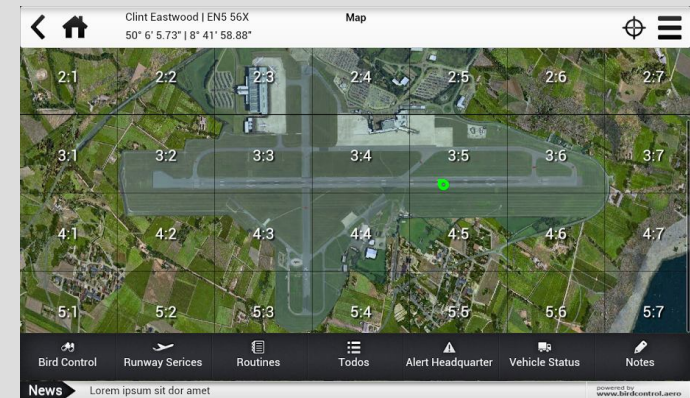 Clint Eastwood | EN5 56X
Map
50° 6' 5.73" | 8° 41' 58.88"
2:1 2:2 2:3 2:4 2:5 2:6 2:7
3:1 3:2 3:3 3:4 3:5 3:6 3:7
4:1 4:2 4:3 4:4 4:5 4:6 4:7
5:1 5:2 5:3 5:4 5:5 5:6 5:7
Bird Control Runway Serices Routines Todos Alert Headquarter Vehicle Status Notes
News Lorem ipsum sit dor amet
powered by
www.birdcontrol.aero